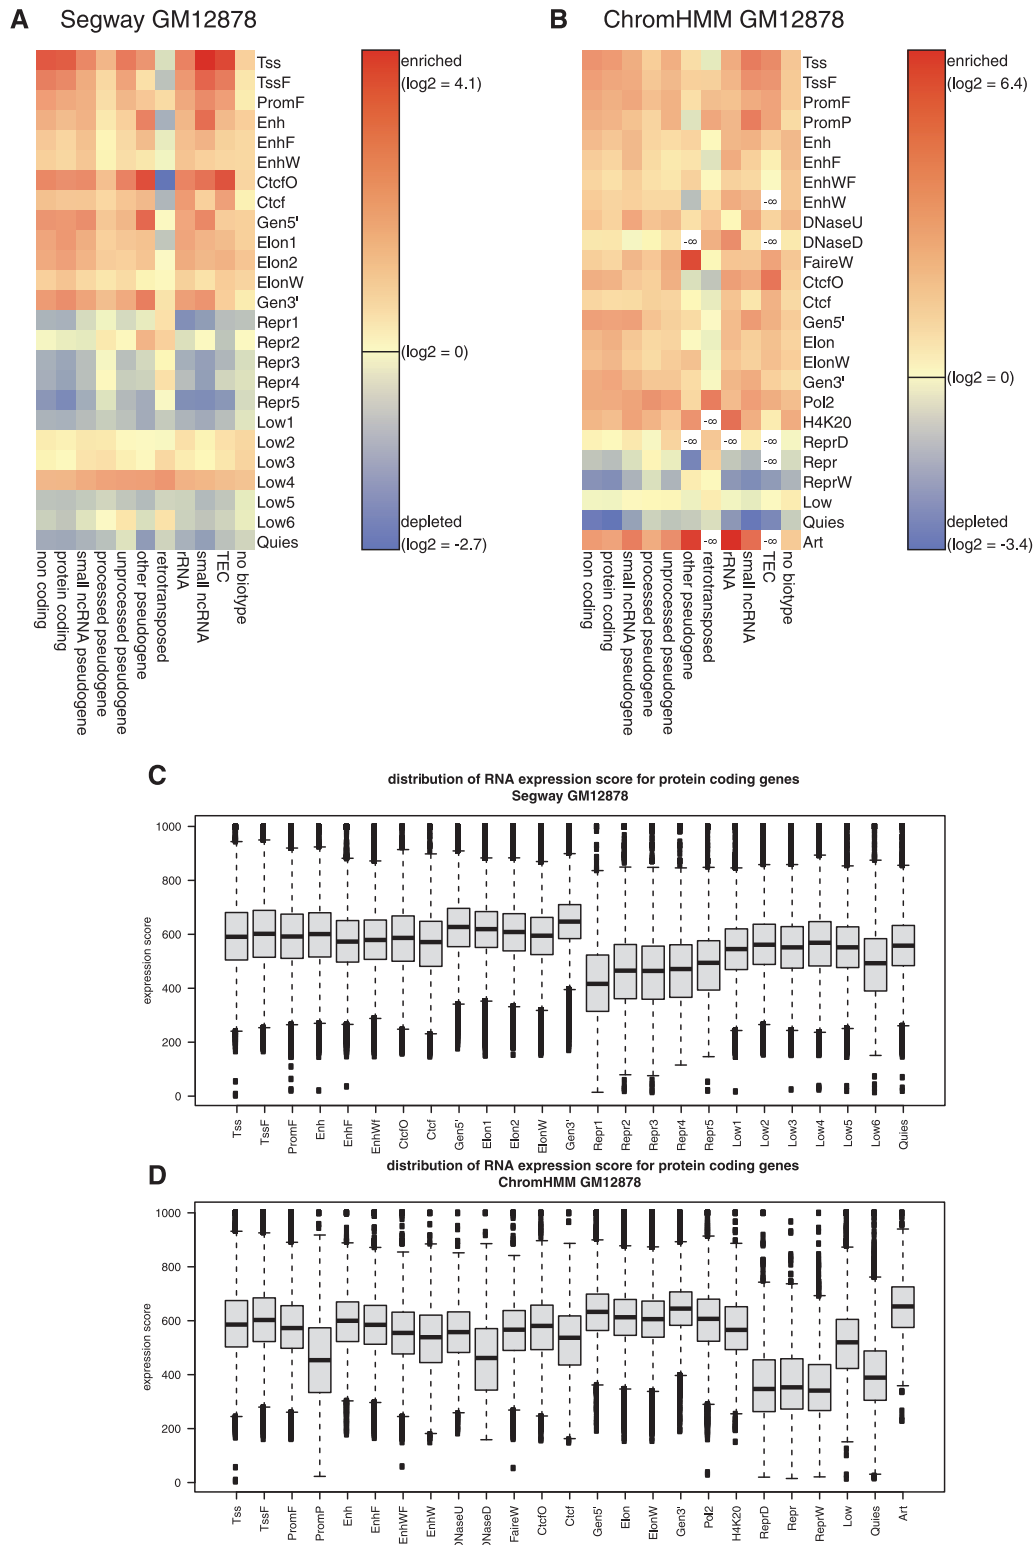 A Segway GM12878
enriched
(log2 = 4.1)
(log2 = 0)
depleted
(log2 = -2.7)
Tss
TssF
PromF
Enh
EnhF
EnhW
CtcfO
Ctcf
Gen5'
Elon1
Elon2
ElonW
Gen3'
Repr1
Repr2
Repr3
Repr4
Repr5
Low1
Low2
Low3
Low4
Low5
Low6
Quies
non coding
protein coding
small ncRNA pseudogene
processed pseudogene
unprocessed pseudogene
other pseudogene
retrotransposed
rRNA
small ncRNA
TEC
no biotype
B ChromHMM GM12878
enriched
(log2 = 6.4)
(log2 = 0)
depleted
(log2 = -3.4)
Tss
TssF
PromF
PromP
Enh
EnhF
EnhWF
-∞ EnhW
DNaseU
-∞ -∞ DNaseD
FaireW
CtcfO
Ctcf
Gen5'
Elon
ElonW
Gen3'
Pol2
-∞ H4K20
-∞ -∞ -∞ ReprD
-∞ Repr
ReprW
Low
Quies
-∞ -∞ Art
non coding
protein coding
small ncRNA pseudogene
processed pseudogene
unprocessed pseudogene
other pseudogene
retrotransposed
rRNA
small ncRNA
TEC
no biotype
C
distribution of RNA expression score for protein coding genes
Segway GM12878
expression score
1000
800
600
400
200
0
Tss TssF PromF Enh EnhF EnhWf CtcfO Ctcf Gen5' Elon1 Elon2 ElonW Gen3' Repr1 Repr2 Repr3 Repr4 Repr5 Low1 Low2 Low3 Low4 Low5 Low6 Quies
D
distribution of RNA expression score for protein coding genes
ChromHMM GM12878
expression score
1000
800
600
400
200
0
Tss TssF PromF PromP Enh EnhF EnhWF EnhW DNaseU DNaseD FaireW CtcfO Ctcf Gen5' Elon ElonW Gen3' Pol2 H4K20 ReprD Repr ReprW Low Quies Art